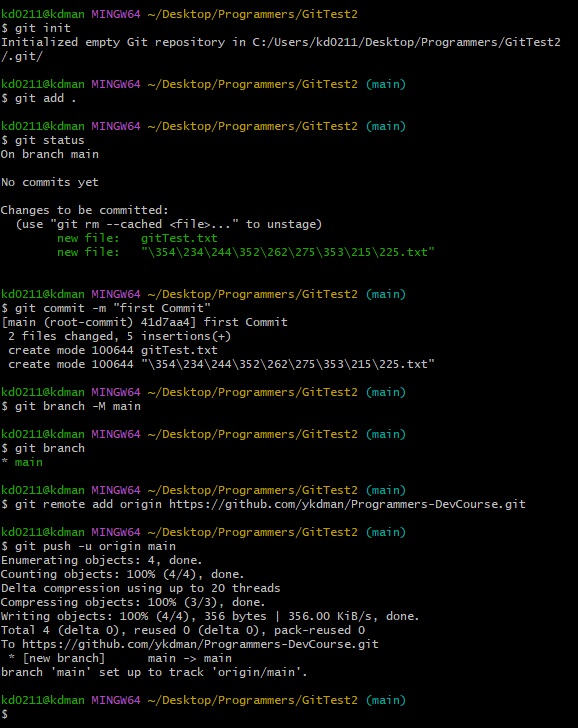 kd0211@kdman MINGW64 ~/Desktop/Programmers/GitTest2
$ git init
Initialized empty Git repository in C:/Users/kd0211/Desktop/Programmers/GitTest2
/.git/
kd0211@kdman MINGW64 ~/Desktop/Programmers/GitTest2 (main)
$ git add .
kd0211@kdman MINGW64 ~/Desktop/Programmers/GitTest2 (main)
$ git status
On branch main
No commits yet
Changes to be committed:
(use "git rm --cached <file>..." to unstage)
new file: gitTest.txt
new file: "\354\234\244\352\262\275\353\215\225.txt"
kd0211@kdman MINGW64 ~/Desktop/Programmers/GitTest2 (main)
$ git commit -m "first Commit"
[main (root-commit) 41d7aa4] first Commit
2 files changed, 5 insertions(+)
create mode 100644 gitTest.txt
create mode 100644 "\354\234\244\352\262\275\353\215\225.txt"
kd0211@kdman MINGW64 ~/Desktop/Programmers/GitTest2 (main)
$ git branch -M main
kd0211@kdman MINGW64 ~/Desktop/Programmers/GitTest2 (main)
$ git branch
* main
kd0211@kdman MINGW64 ~/Desktop/Programmers/GitTest2 (main)
$ git remote add origin https://github.com/ykdman/Programmers-DevCourse.git
kd0211@kdman MINGW64 ~/Desktop/Programmers/GitTest2 (main)
$ git push -u origin main
Enumerating objects: 4, done.
Counting objects: 100% (4/4), done.
Delta compression using up to 20 threads
Compressing objects: 100% (3/3), done.
Writing objects: 100% (4/4), 356 bytes | 356.00 KiB/s, done.
Total 4 (delta 0), reused 0 (delta 0), pack-reused 0
To https://github.com/ykdman/Programmers-DevCourse.git
* [new branch] main -> main
branch 'main' set up to track 'origin/main'.
kd0211@kdman MINGW64 ~/Desktop/Programmers/GitTest2 (main)
$